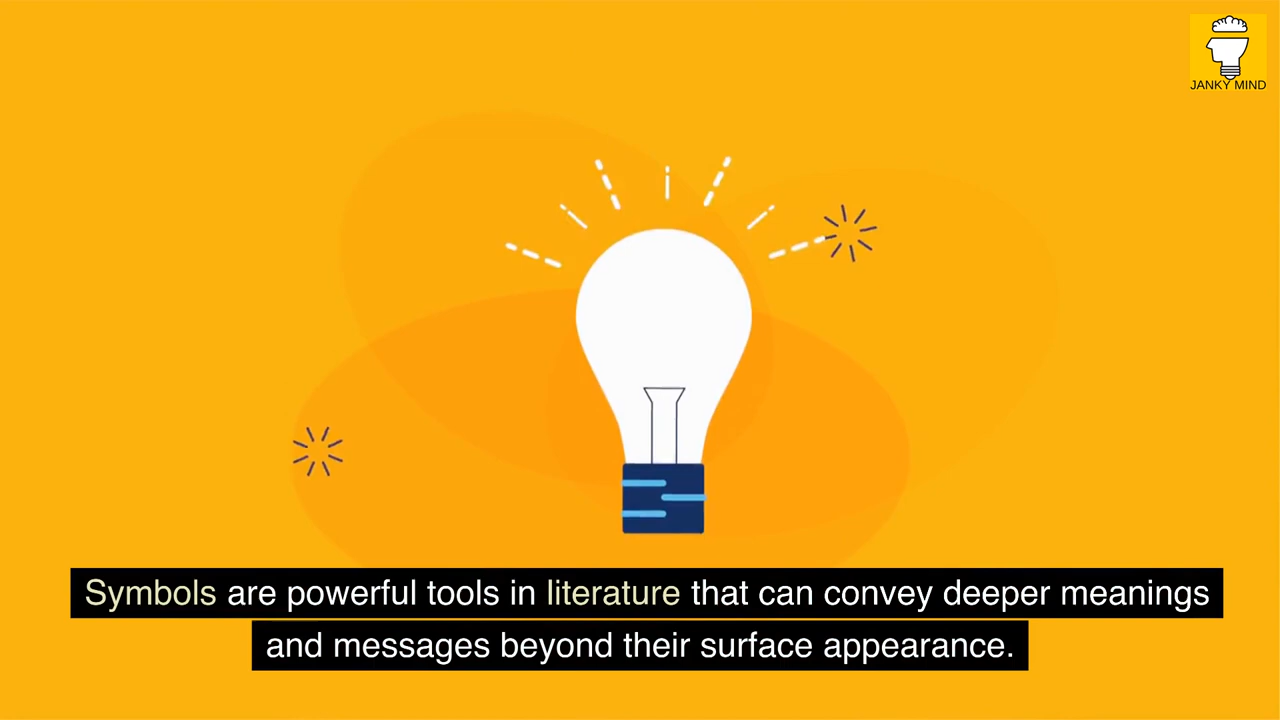 JANKY MIND
Symbols are powerful tools in literature that can convey deeper meanings
and messages beyond their surface appearance.